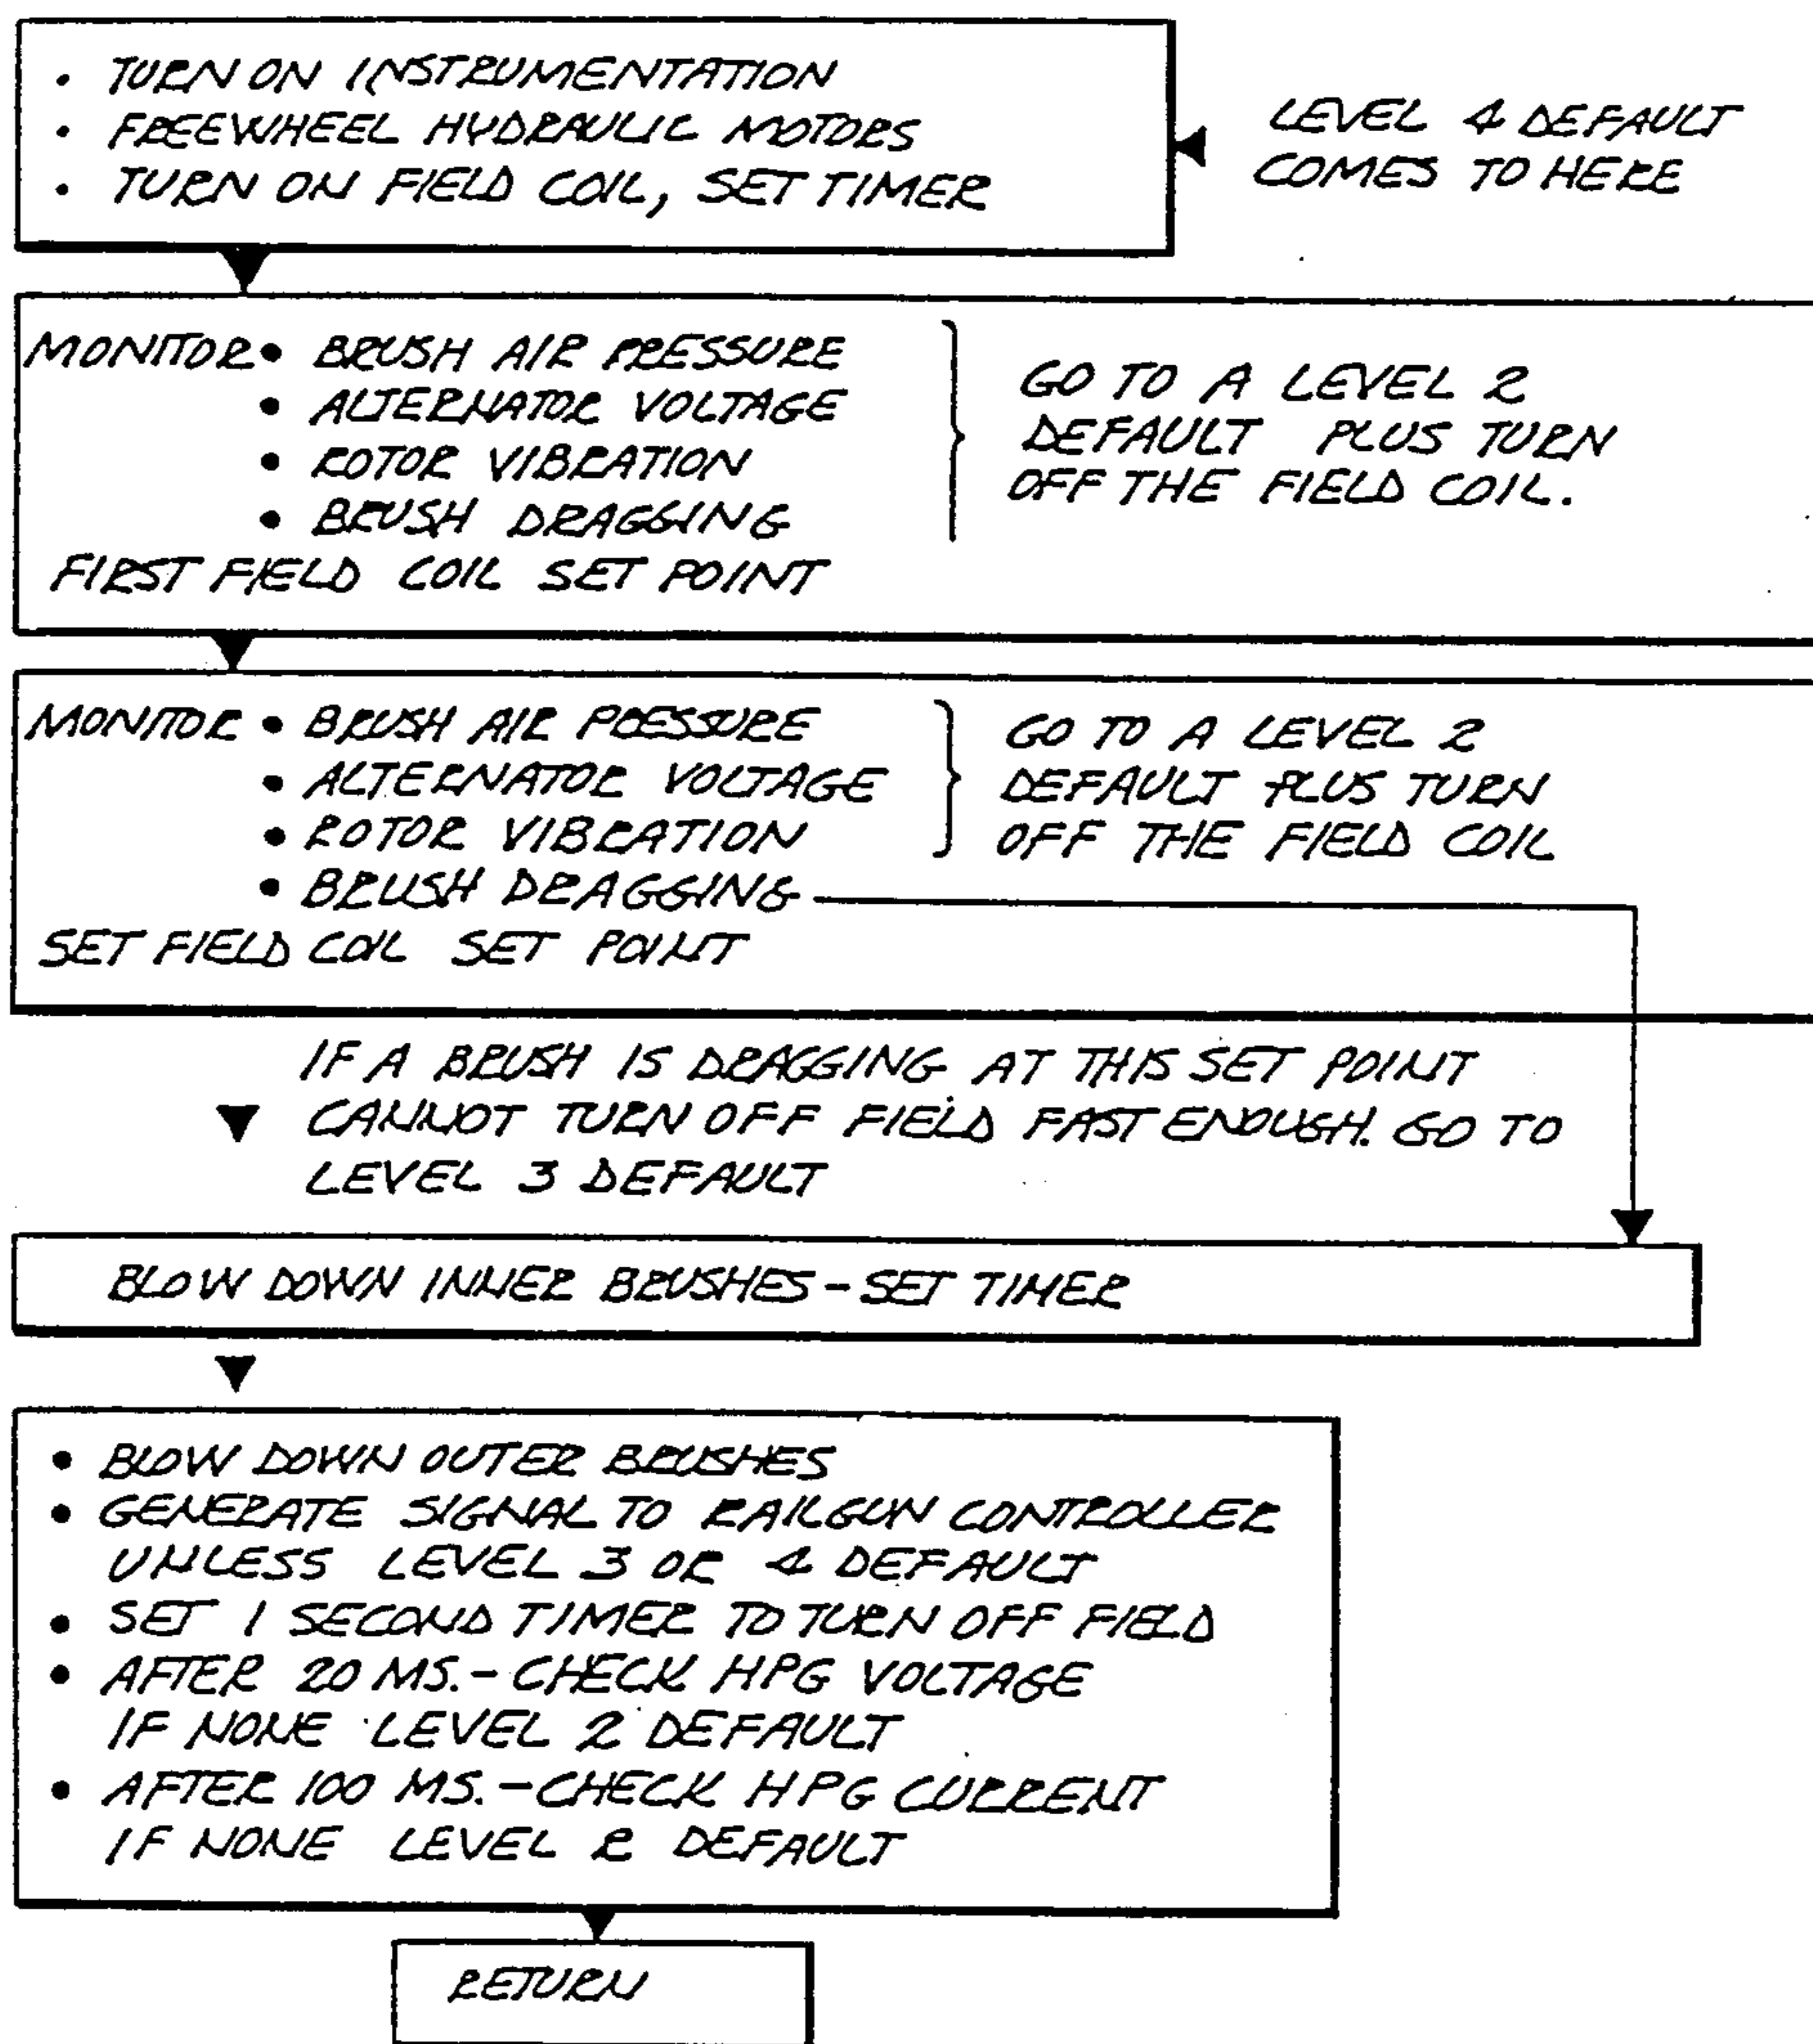 • TURN ON INSTRUMENTATION
• FREEWHEEL HYDRAULIC MOTORS
• TURN ON FIELD COIL, SET TIMER
LEVEL 4 DEFAULT
COMES TO HERE
MONITOR • BRUSH AIR PRESSURE
• ALTERNATOR VOLTAGE
• ROTOR VIBRATION
• BRUSH DRAGGING
GO TO A LEVEL 2
DEFAULT PLUS TURN
OFF THE FIELD COIL.
FIRST FIELD COIL SET POINT
MONITOR • BRUSH AIR PRESSURE
• ALTERNATOR VOLTAGE
• ROTOR VIBRATION
• BRUSH DRAGGING
GO TO A LEVEL 2
DEFAULT PLUS TURN
OFF THE FIELD COIL
SET FIELD COIL SET POINT
IF A BRUSH IS DRAGGING AT THIS SET POINT
CANNOT TURN OFF FIELD FAST ENOUGH. GO TO
LEVEL 3 DEFAULT
BLOW DOWN INNER BRUSHES - SET TIMER
• BLOW DOWN OUTER BRUSHES
• GENERATE SIGNAL TO RAILGUN CONTROLLER
UNLESS LEVEL 3 OR 4 DEFAULT
• SET 1 SECOND TIMER TO TURN OFF FIELD
• AFTER 20 MS. - CHECK HPG VOLTAGE
IF NONE LEVEL 2 DEFAULT
• AFTER 100 MS. - CHECK HPG CURRENT
IF NONE LEVEL 2 DEFAULT
RETURN